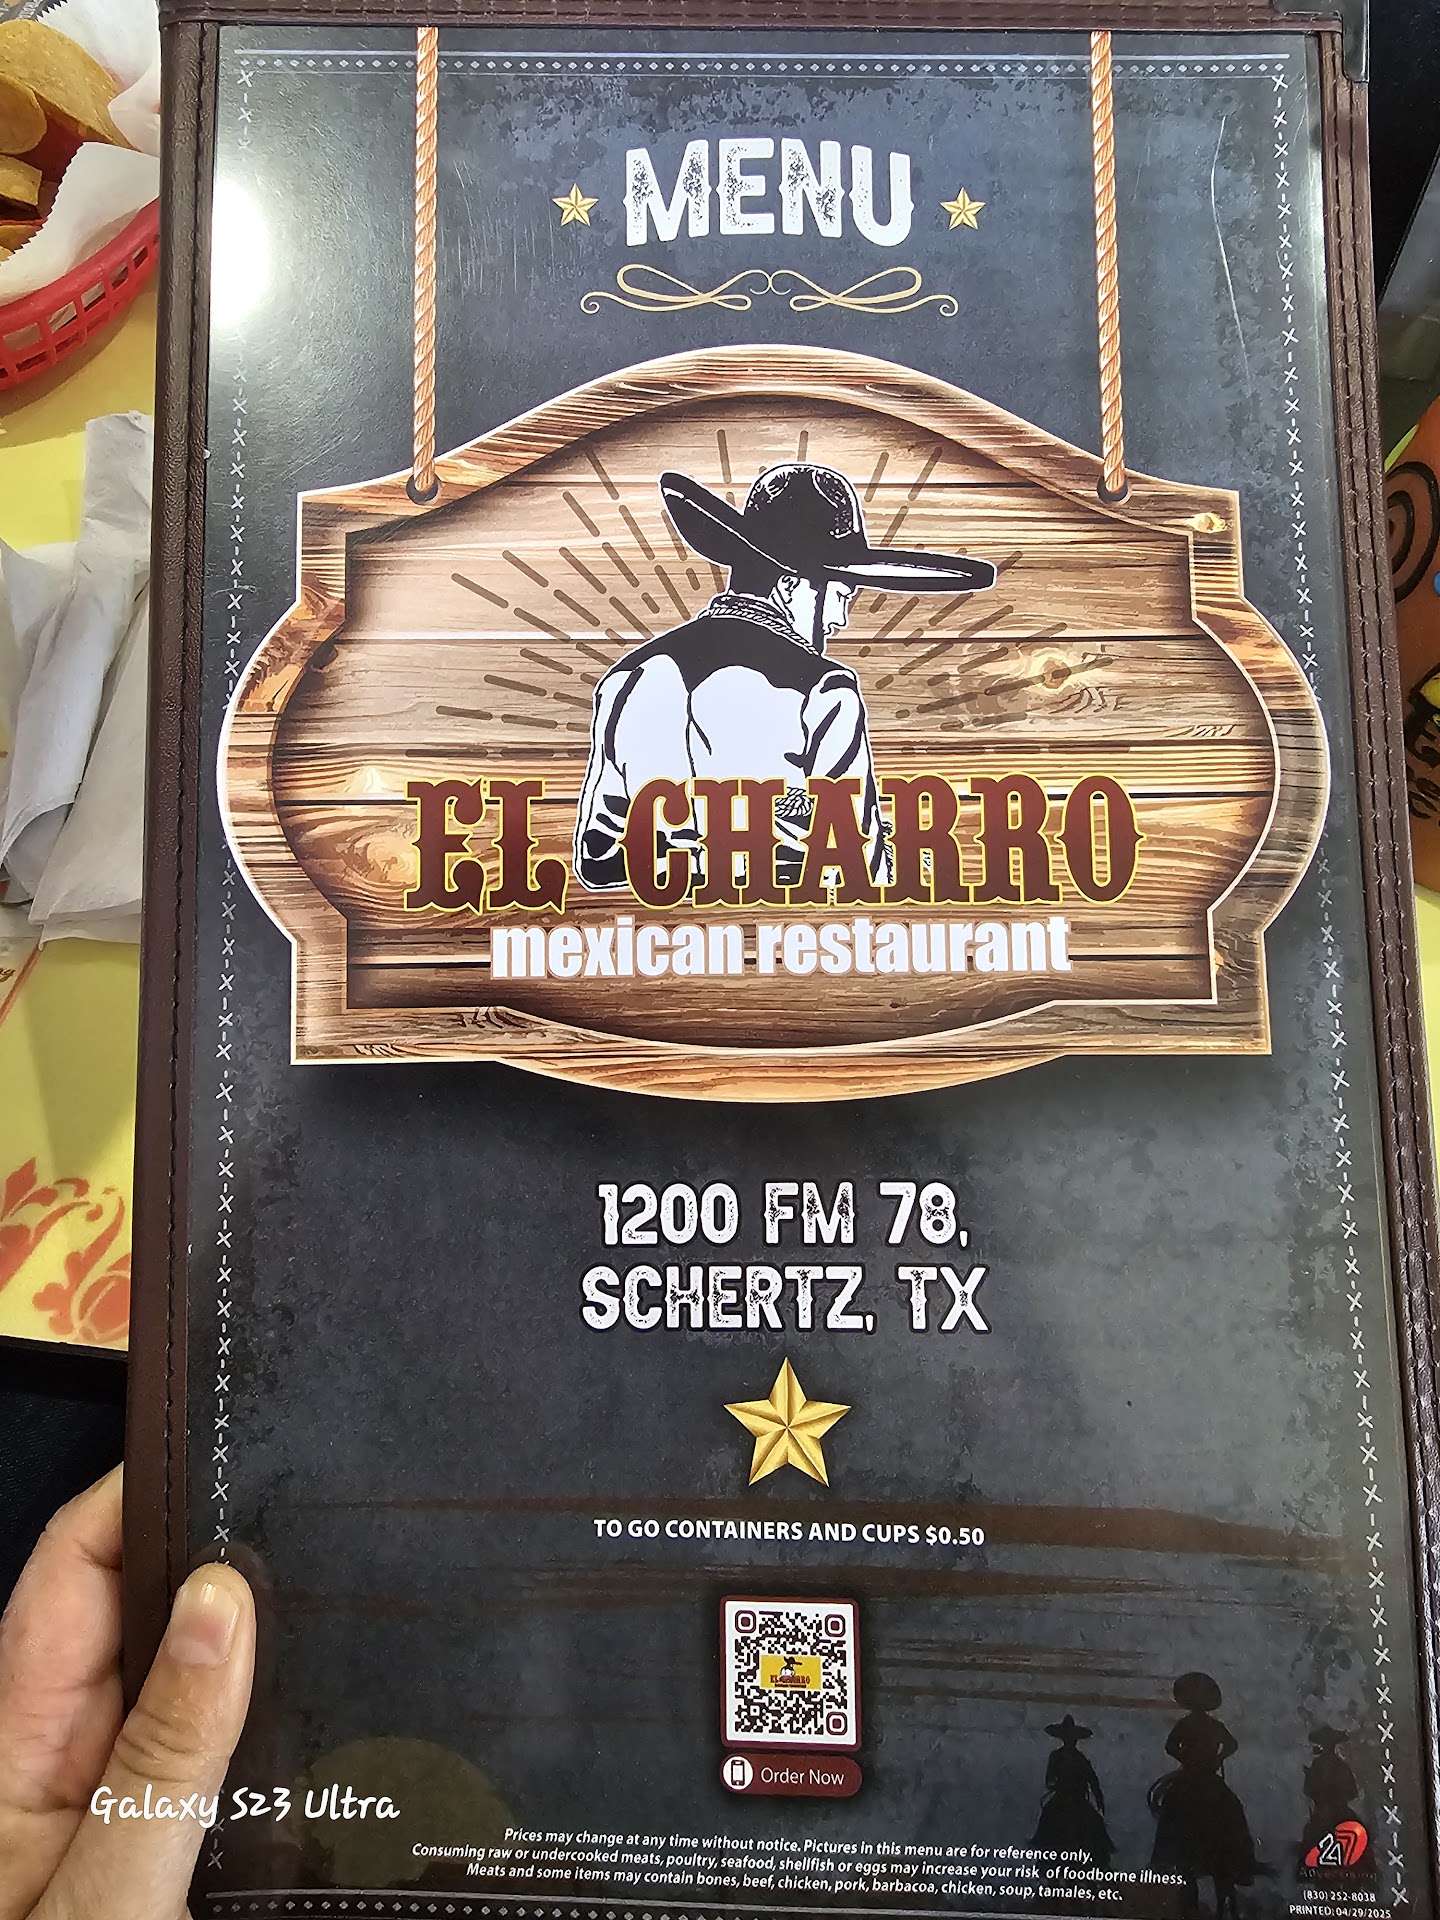 MENU
EL CHARRO
mexican restaurant
1200 FM 78,
SCHERTZ, TX
TO GO CONTAINERS AND CUPS $0.50
EL CHARRO
Order Now
Galaxy S23 Ultra
Prices may change at any time without notice. Pictures in this menu are for reference only.
Consuming raw or undercooked meats, poultry, seafood, shellfish or eggs may increase your risk of foodborne illness.
Meats and some items may contain bones, beef, chicken, pork, barbacoa, chicken, soup, tamales, etc.
247
(830) 252-8038
PRINTED: 04/29/2025